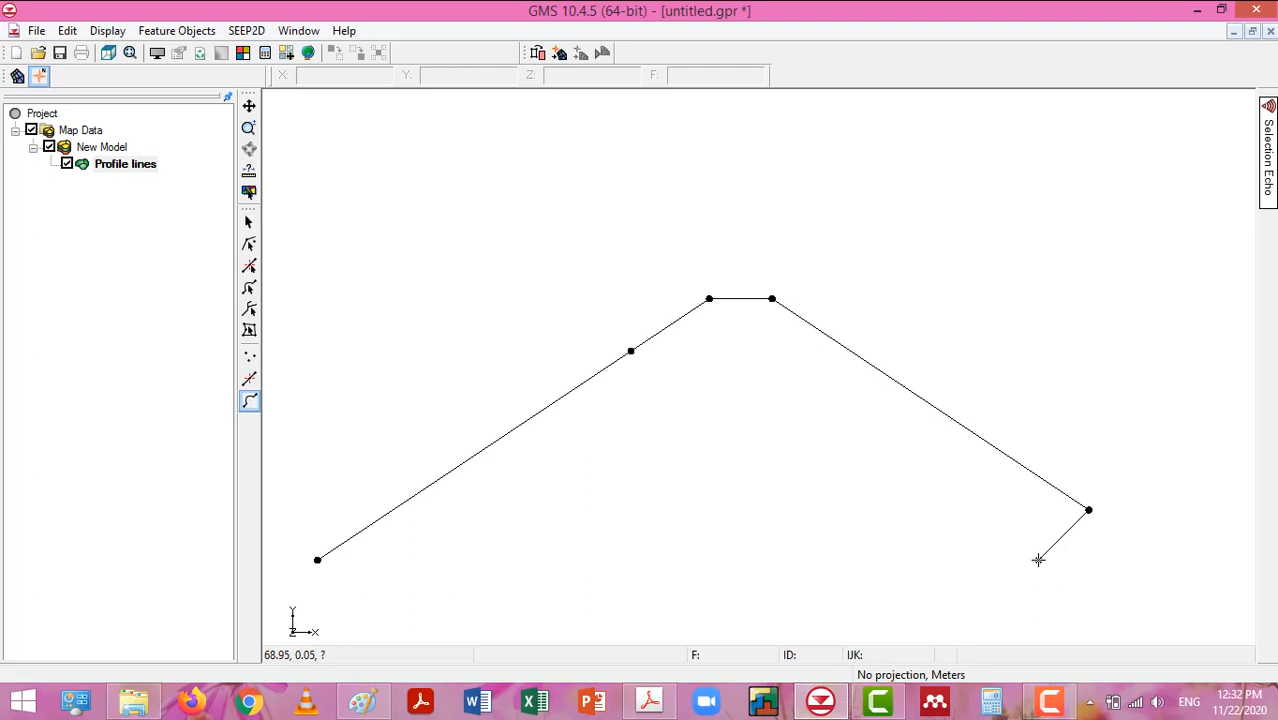 GMS 10.4.5 (64-bit) - [untitled.gpr *]
File Edit Display Feature Objects SEEP2D Window Help
X: Y: Z: F:
Project
Map Data
New Model
Profile lines
Selection Echo
Y
Z X
68.95, 0.05, ? F: ID: IJK:
No projection, Meters
ENG
12:32 PM
11/22/2020